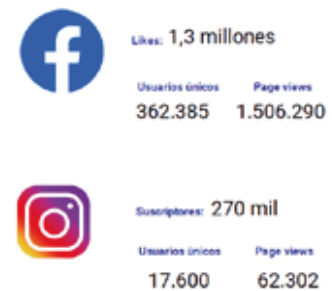 Likes: 1,3 millones
Usuarios únicos Page views
362.385 1.506.290
Suscriptores: 270 mil
Usuarios únicos Page views
17.600 62.302